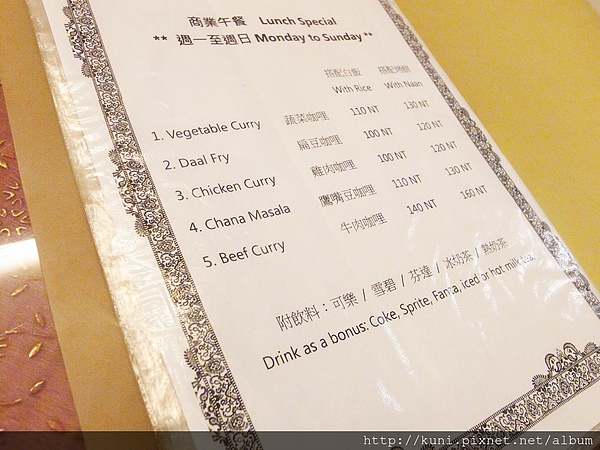 商業午餐 Lunch Special
** 週一至週日 Monday to Sunday **
搭配白飯 搭配烤餅
With Rice With Naan
1. Vegetable Curry 蔬菜咖哩 110 NT 130 NT
2. Daal Fry 扁豆咖哩 100 NT 120 NT
3. Chicken Curry 雞肉咖哩 100 NT 120 NT
4. Chana Masala 鷹嘴豆咖哩 110 NT 130 NT
5. Beef Curry 牛肉咖哩 140 NT 160 NT
附飲料：可樂 / 雪碧 / 芬達 / 冰奶茶 / 熱奶茶
Drink as a bonus: Coke, Sprite, Fanta, iced or hot milk tea.
http://kuni.pixnet.net/album